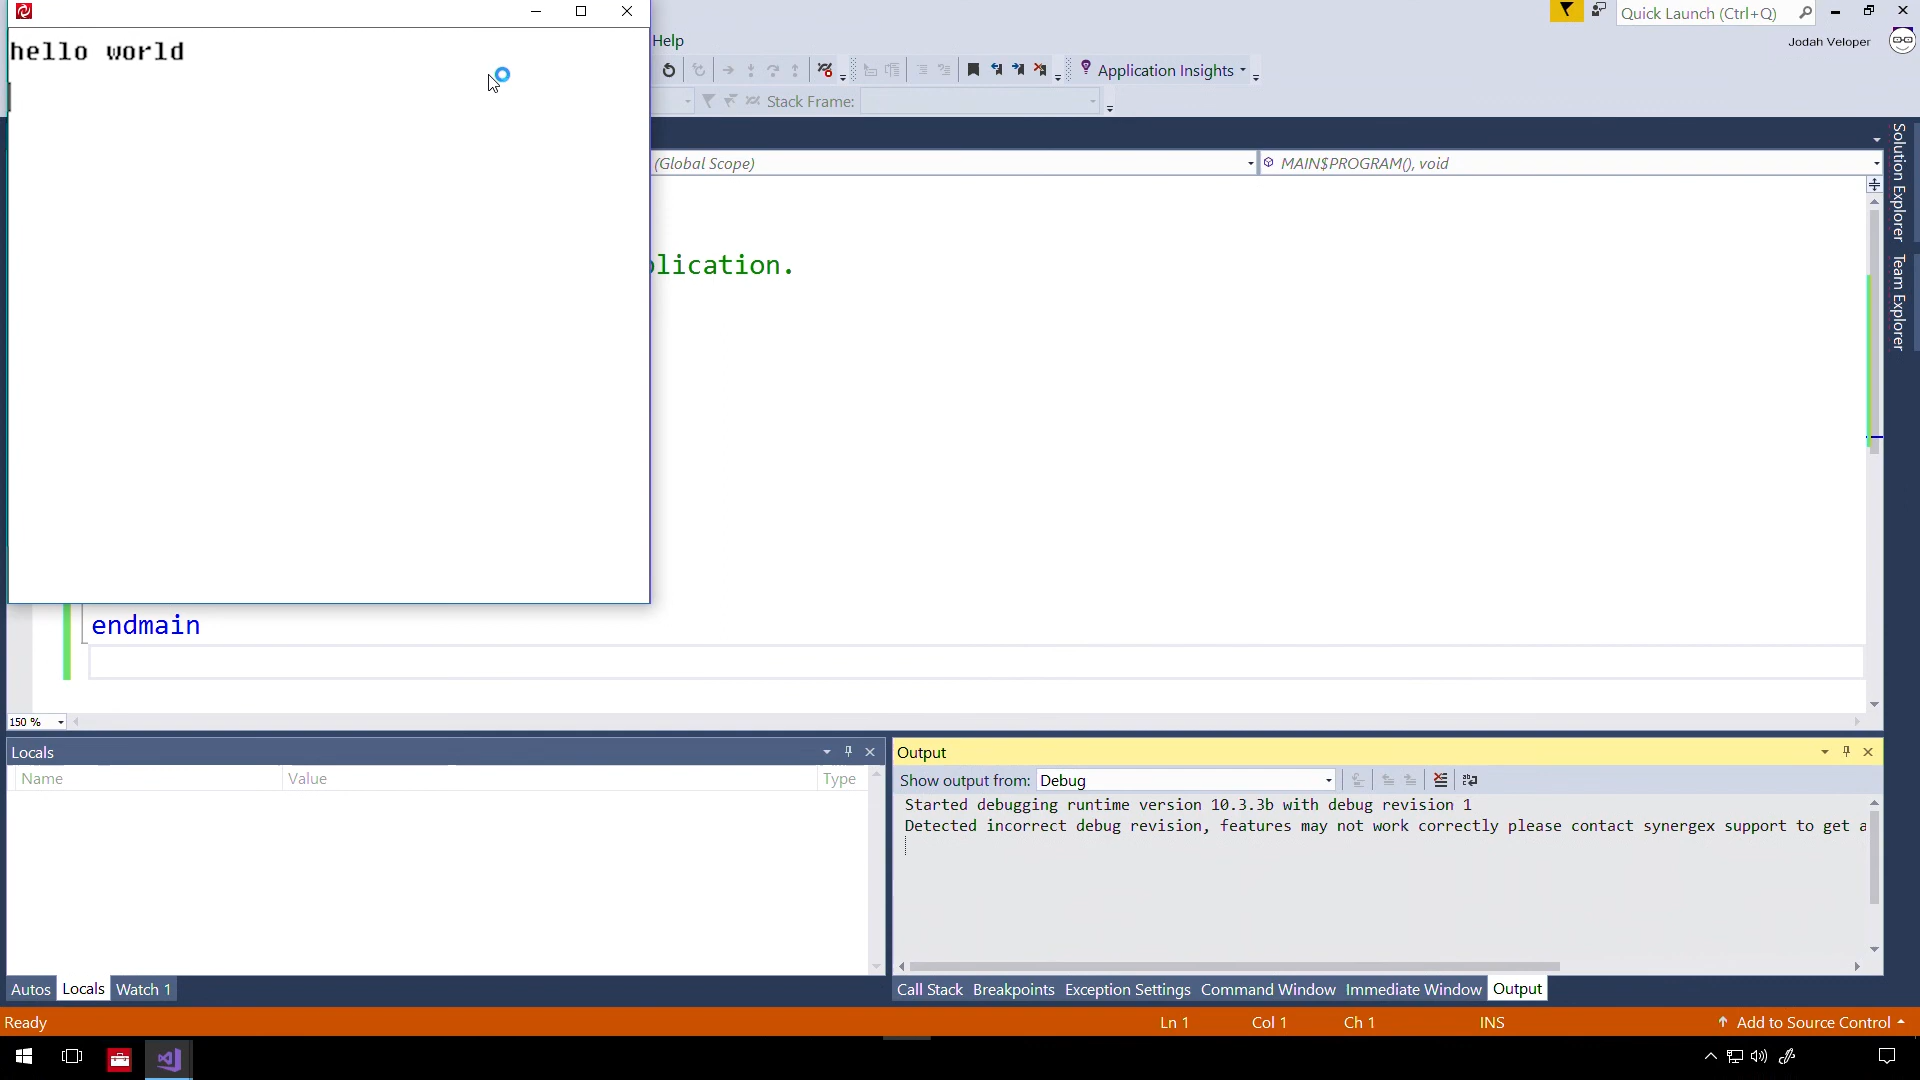 hello world
Help
Quick Launch (Ctrl+Q)
Jodah Veloper
Application Insights
Stack Frame:
(Global Scope)
MAIN$PROGRAM(), void
Solution Explorer
Team Explorer
plication.
endmain
150 %
Locals
Name
Value
Type
Autos
Locals
Watch 1
Output
Show output from:
Debug
Started debugging runtime version 10.3.3b with debug revision 1
Detected incorrect debug revision, features may not work correctly please contact synergex support to get a
Call Stack
Breakpoints
Exception Settings
Command Window
Immediate Window
Output
Ready
Ln 1
Col 1
Ch 1
INS
Add to Source Control